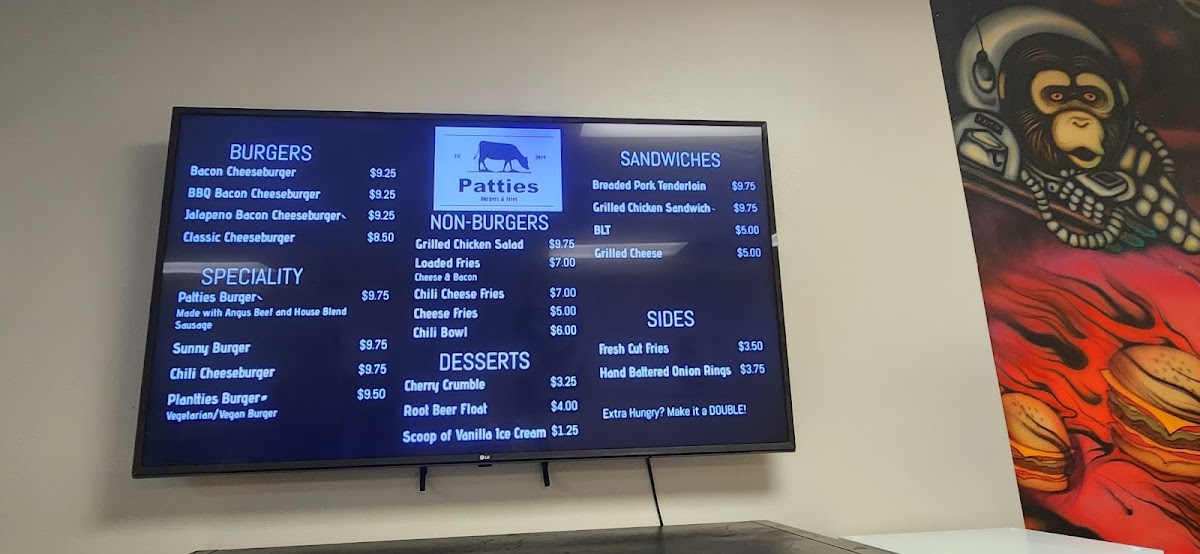 BURGERS
Bacon Cheeseburger $9.25
BBQ Bacon Cheeseburger $9.25
Jalapeno Bacon Cheeseburger $9.25
Classic Cheeseburger $8.50
SPECIALITY
Patties Burger $9.75
Made with Angus Beef and House Blend
Sausage
Sunny Burger $9.75
Chili Cheeseburger $9.75
Plantties Burger $9.50
Vegetarian/Vegan Burger
Patties
Burgers & Fries
NON-BURGERS
Grilled Chicken Salad $9.75
Loaded Fries $7.00
Cheese & Bacon
Chili Cheese Fries $7.00
Cheese Fries $5.00
Chili Bowl $6.00
DESSERTS
Cherry Crumble $3.25
Root Beer Float $4.00
Scoop of Vanilla Ice Cream $1.25
SANDWICHES
Breaded Pork Tenderloin $9.75
Grilled Chicken Sandwich $9.75
BLT $5.00
Grilled Cheese $5.00
SIDES
Fresh Cut Fries $3.50
Hand Battered Onion Rings $3.75
Extra Hungry? Make it a DOUBLE!
LG